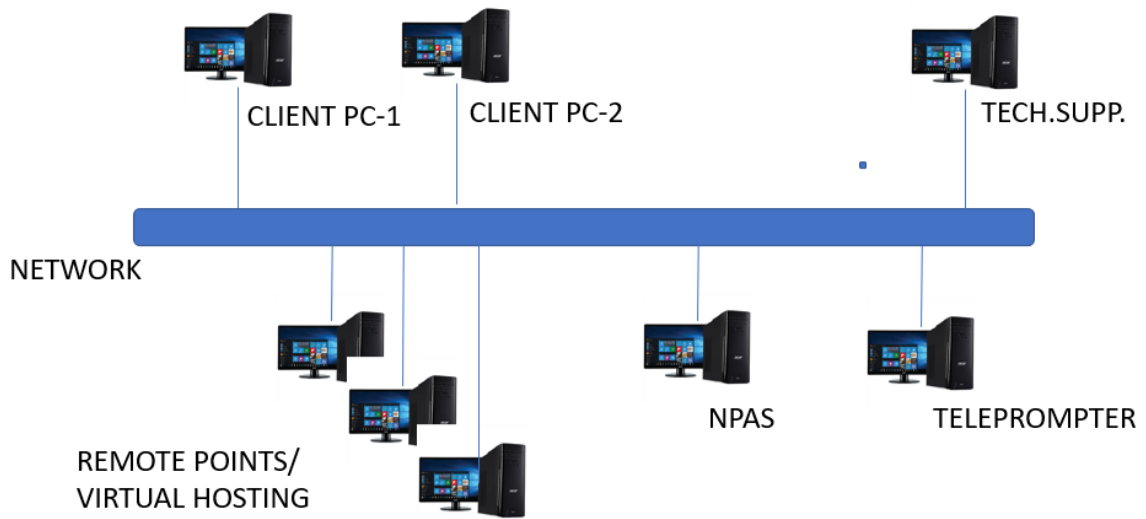 CLIENT PC-1
CLIENT PC-2
TECH.SUPP.
NETWORK
NPAS
TELEPROMPTER
REMOTE POINTS/
VIRTUAL HOSTING